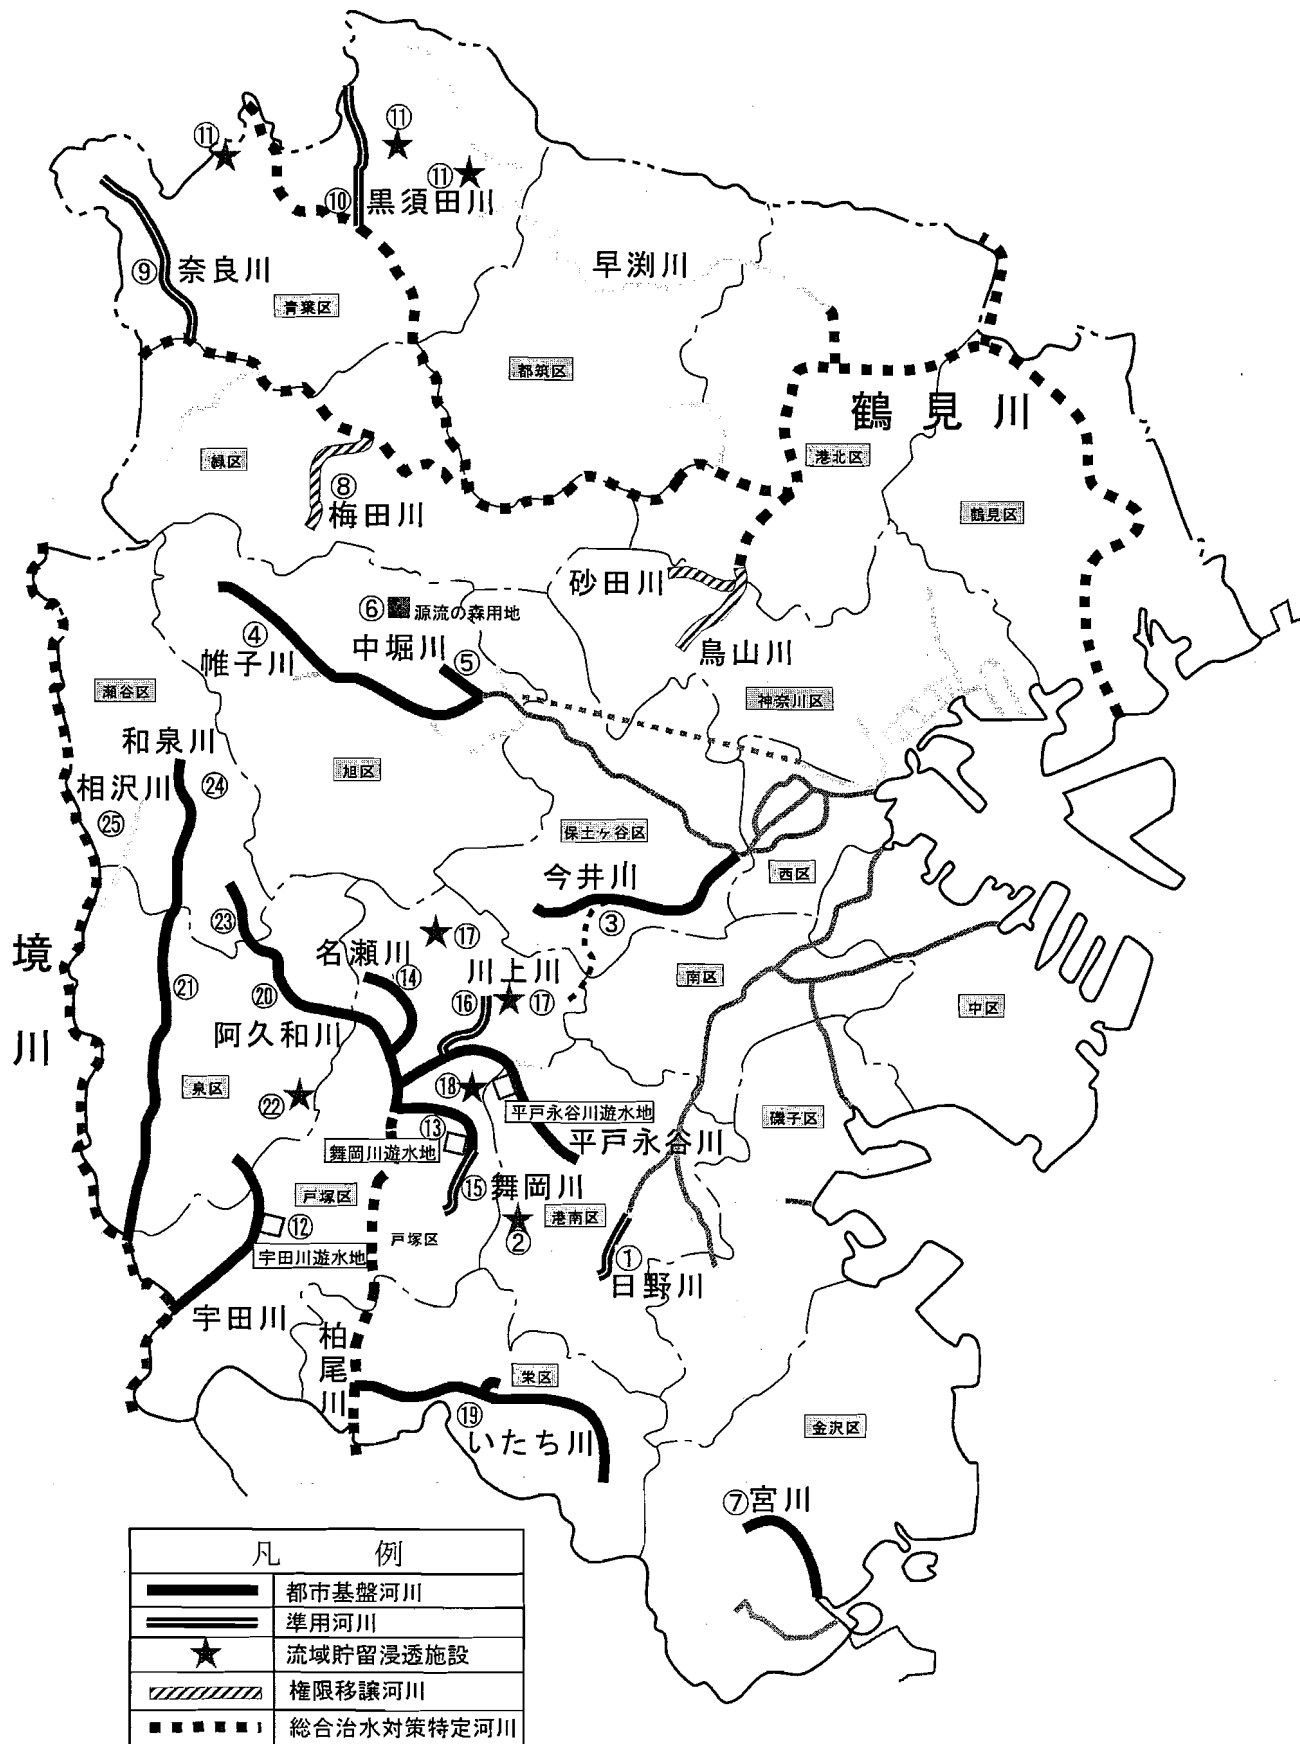 ⑪
⑪
⑪
⑩
黒須田川
早渕川
⑨
奈良川
青葉区
都筑区
鶴見川
緑区
港北区
⑧
梅田川
鶴見区
砂田川
⑥
源流の森用地
④
中堀川
帷子川
⑤
鳥山川
瀬谷区
神奈川区
和泉川
旭区
相沢川
㉔
㉕
保土ヶ谷区
西区
今井川
③
㉓
⑰
名瀬川
川上川
境川
南区
⑭
⑯
⑰
㉑
⑳
中区
阿久和川
泉区
㉒
⑱
平戸永谷川遊水地
磯子区
⑬
平戸永谷川
舞岡川遊水地
⑮
舞岡川
戸塚区
港南区
⑫
戸塚区
②
宇田川遊水地
①
日野川
宇田川
柏尾川
栄区
⑲
いたち川
金沢区
⑦
宮川
凡例
都市基盤河川
準用河川
流域貯留浸透施設
権限移譲河川
総合治水対策特定河川